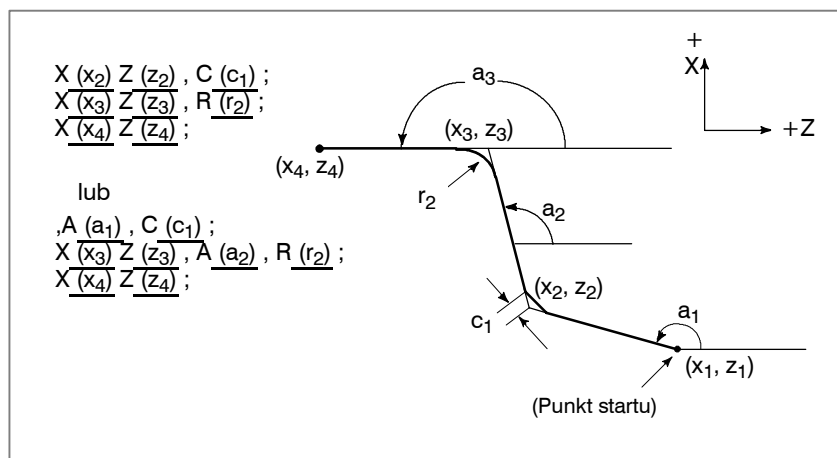 X (x2) Z (z2) , C (c1) ;
X (x3) Z (z3) , R (r2) ;
X (x4) Z (z4) ;
lub
,A (a1) , C (c1) ;
X (x3) Z (z3) , A (a2) , R (r2) ;
X (x4) Z (z4) ;
+
X
+Z
a3
(x3, z3)
(x4, z4)
r2
a2
(x2, z2)
c1
a1
(x1, z1)
(Punkt startu)